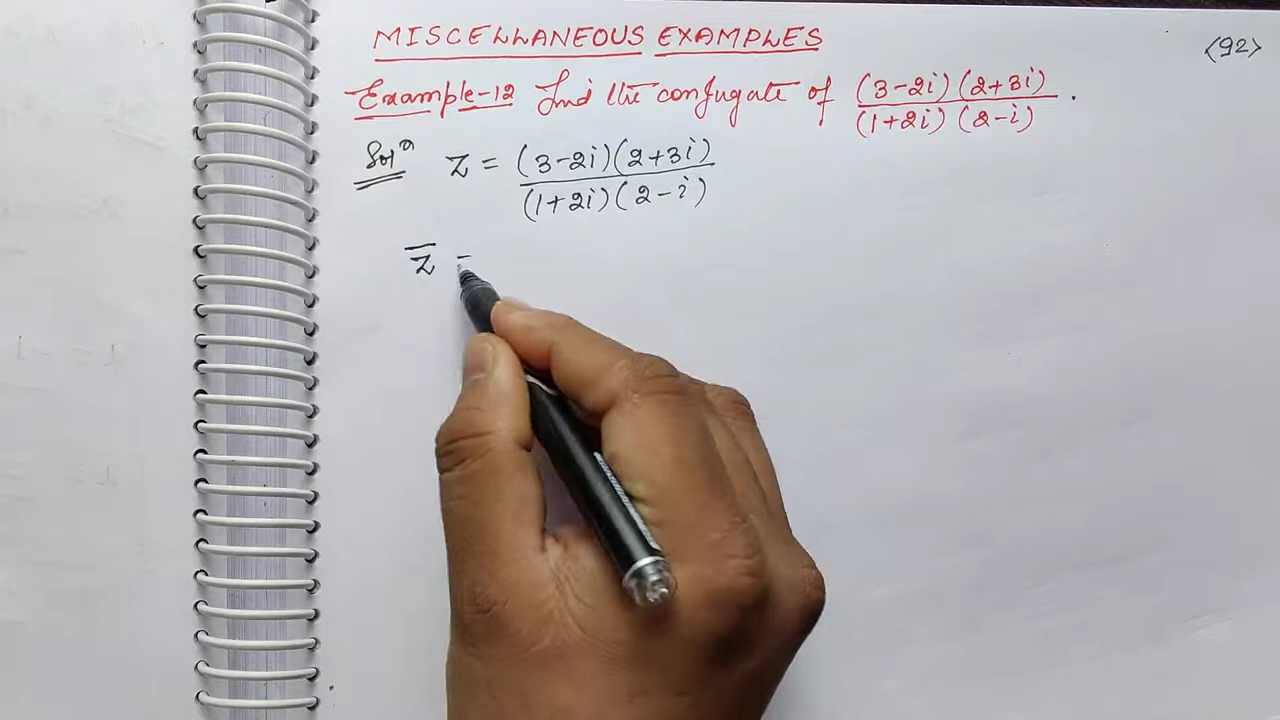 MISCELLANEOUS EXAMPLES
<92>
Example-12 Find the conjugate of (3-2i)(2+3i) / (1+2i)(2-i) .
Solⁿ z = (3-2i)(2+3i) / (1+2i)(2-i)
z̅ =